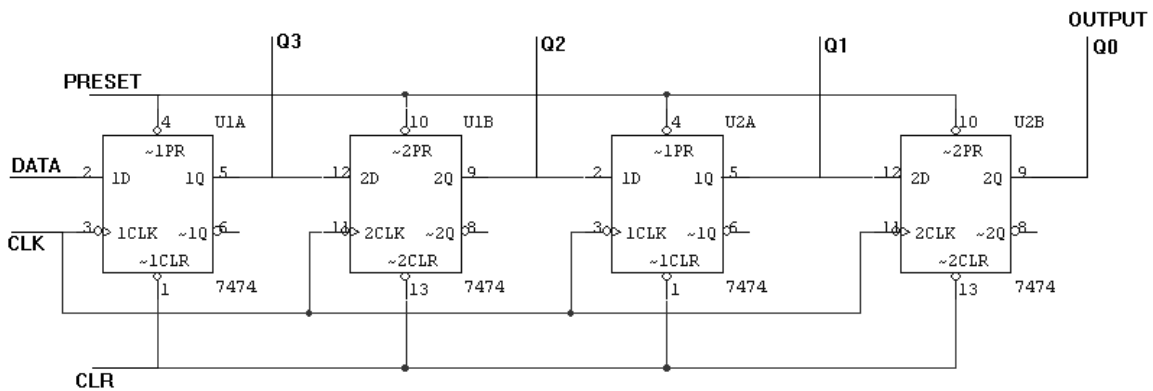 OUTPUT
Q3 Q2 Q1 Q0
PRESET
4 U1A 10 U1B 4 U2A 10 U2B
~1PR ~2PR ~1PR ~2PR
DATA
2 1D 1Q 5 12 2D 2Q 9 2 1D 1Q 5 12 2D 2Q 9
3 1CLK ~1Q 6 11 2CLK ~2Q 8 3 1CLK ~1Q 6 11 2CLK ~2Q 8
CLK
~1CLR ~2CLR ~1CLR ~2CLR
1 7474 13 7474 1 7474 13 7474
CLR